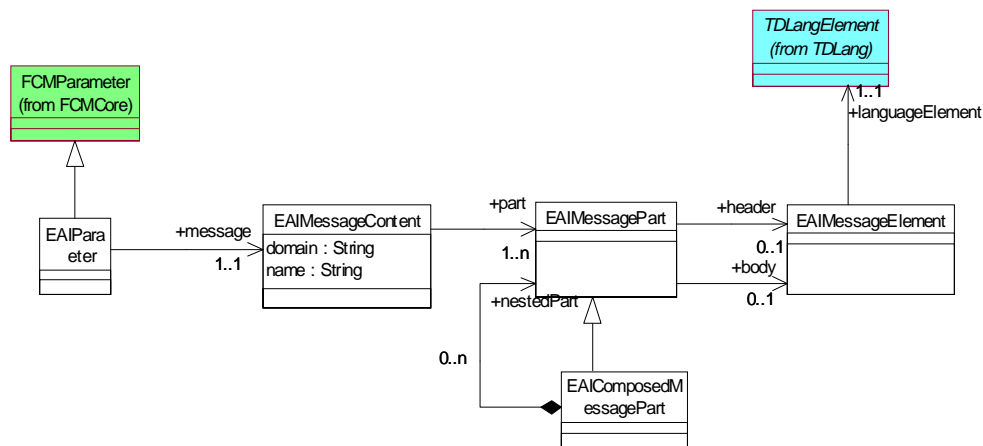 TDLangElement
(from TDLang)
FCMParameter
(from FCMCore)
1..1
+languageElement
EAIPara
eter
+message
1..1
EAIMessageContent
domain : String
name : String
+part
1..n
EAIMessagePart
+header
0..1
EAIMessageElement
+body
0..1
+nestedPart
0..n
EAIComposedM
essagePart